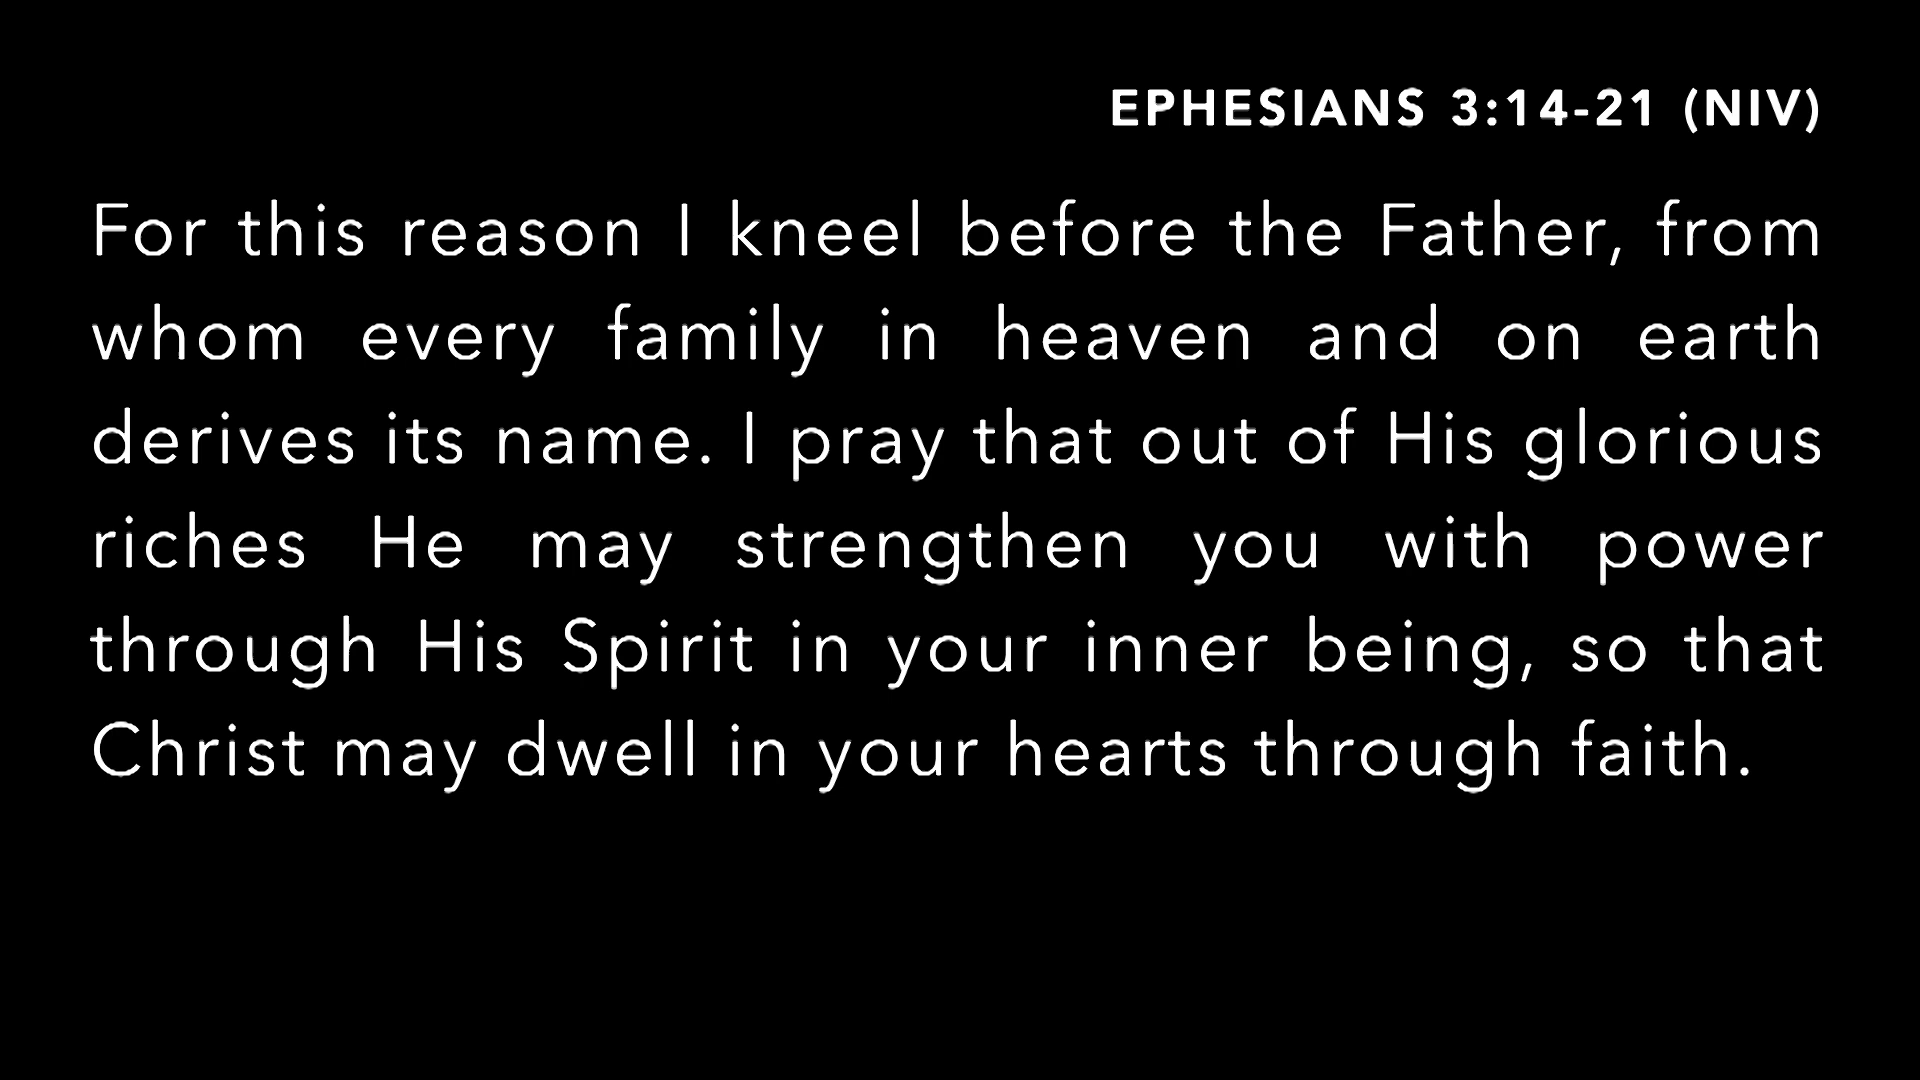 EPHESIANS 3:14-21 (NIV)
For this reason I kneel before the Father, from
whom every family in heaven and on earth
derives its name. I pray that out of His glorious
riches He may strengthen you with power
through His Spirit in your inner being, so that
Christ may dwell in your hearts through faith.